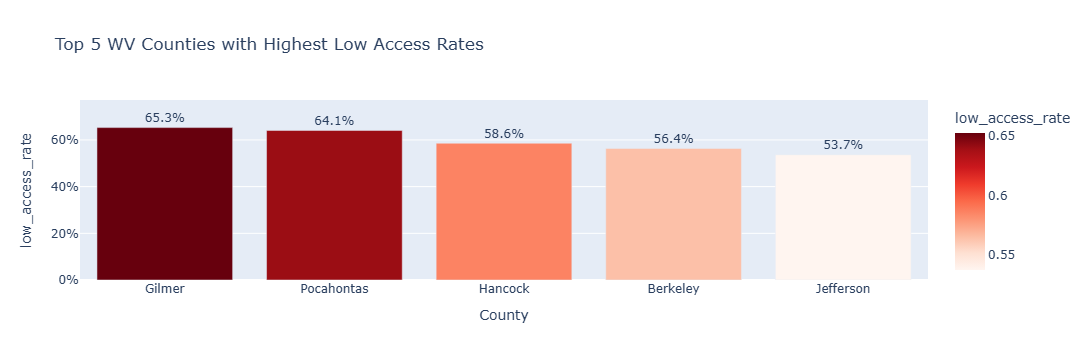 Top 5 WV Counties with Highest Low Access Rates
low_access_rate
60%
40%
20%
0%
65.3%
64.1%
58.6%
56.4%
53.7%
Gilmer
Pocahontas
Hancock
Berkeley
Jefferson
County
low_access_rate
0.65
0.6
0.55